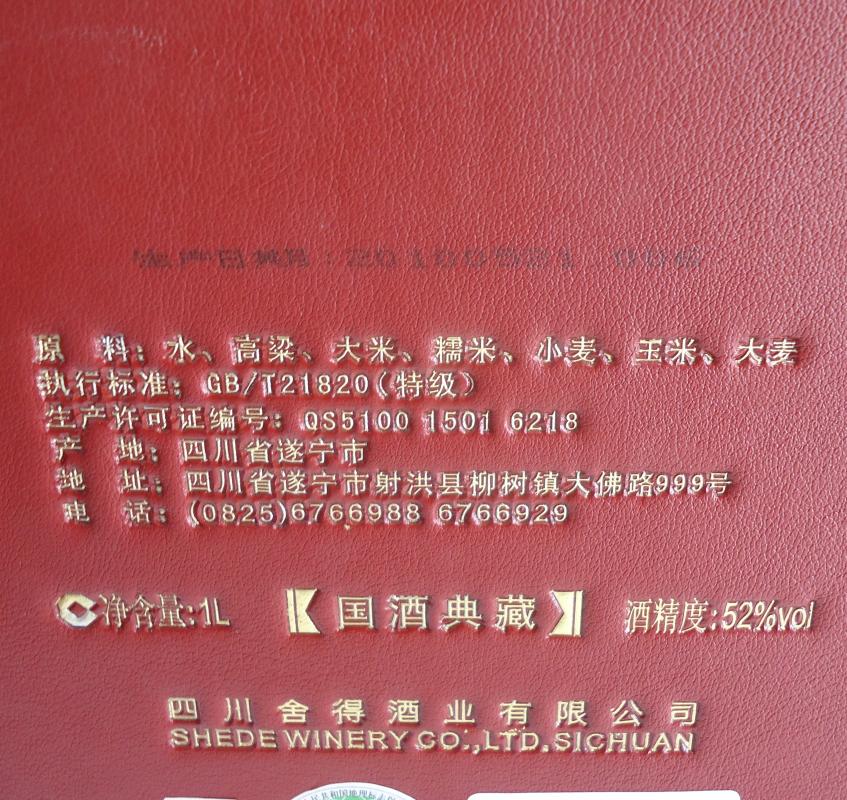 生产日期:20100531
原 料:水、高粱、大米、糯米、小麦、玉米、大麦
执行标准:GB/T21820(特级)
生产许可证编号:QS5100 1501 6218
产 地:四川省遂宁市
地 址:四川省遂宁市射洪县柳树镇大佛路999号
电 话:(0825)6766988 6766929
净含量:1L 【国酒典藏】 酒精度:52%vol
四川舍得酒业有限公司
SHEDE WINERY CO.,LTD.SICHUAN